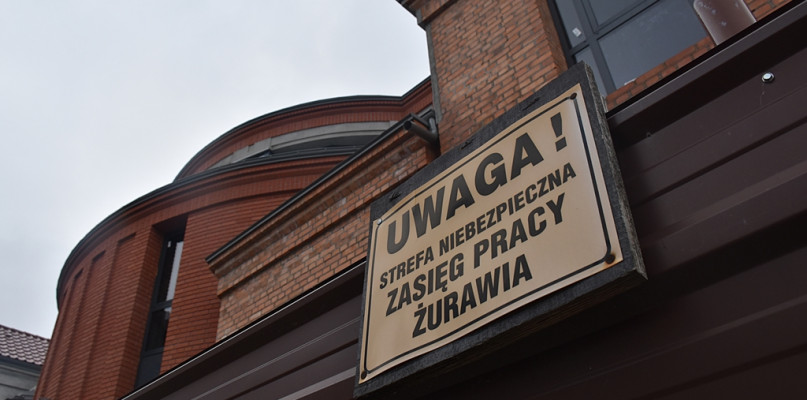 UWAGA !
STREFA NIEBEZPIECZNA
ZASIĘG PRACY
ŻURAWIA